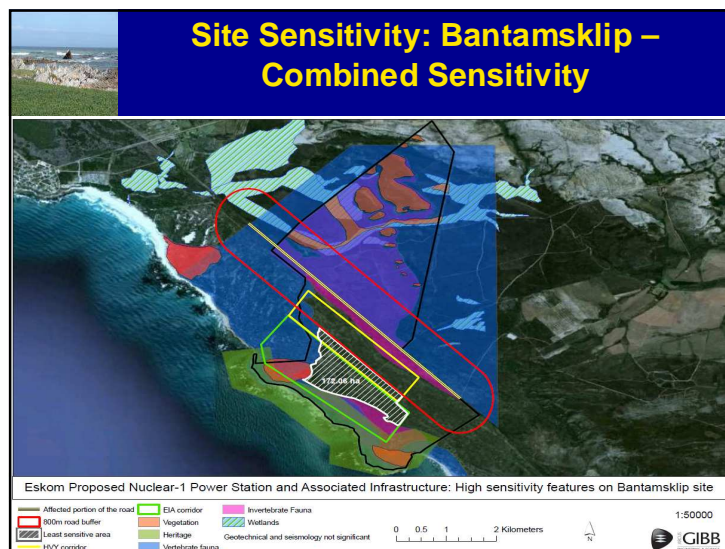 Site Sensitivity: Bantamsklip –
Combined Sensitivity
172.06 ha
Eskom Proposed Nuclear-1 Power Station and Associated Infrastructure: High sensitivity features on Bantamsklip site
Affected portion of the road
800m road buffer
Least sensitive area
HVY corridor
EIA corridor
Vegetation
Heritage
Vertebrate fauna
Invertebrate Fauna
Wetlands
Geotechnical and seismology not significant
0 0.5 1 2 Kilometers
N
1:50000
GIBB